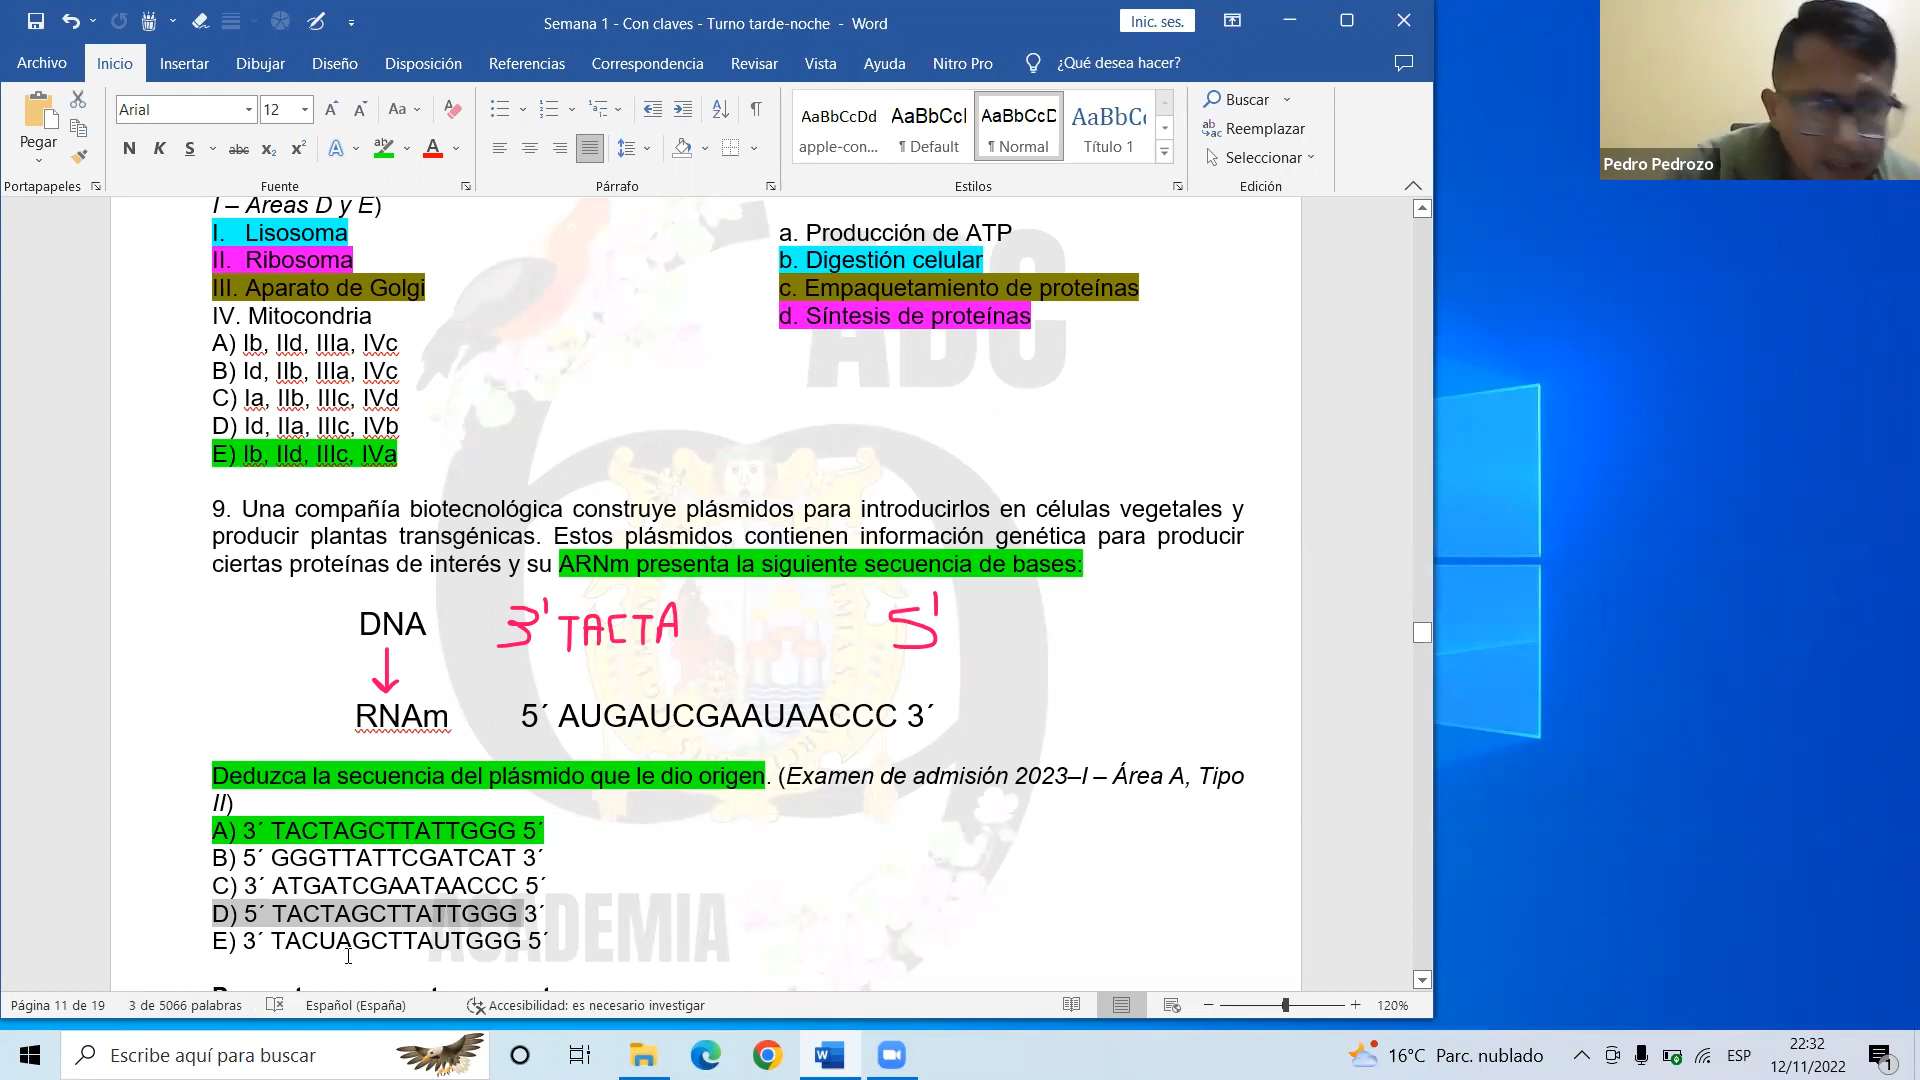 Semana 1 - Con claves - Turno tarde-noche - Word
Inic. ses.
Archivo Inicio Insertar Dibujar Diseño Disposición Referencias Correspondencia Revisar Vista Ayuda Nitro Pro ¿Qué desea hacer?
Pegar
Arial 12
N K S abc x₂ x²
AaBbCcDd AaBbCcI AaBbCcD AaBbC
apple-con... ¶ Default ¶ Normal Título 1
Buscar
Reemplazar
Seleccionar
Portapapeles Fuente Párrafo Estilos Edición
Pedro Pedrozo
I – Áreas D y E)
I. Lisosoma a. Producción de ATP
II. Ribosoma b. Digestión celular
III. Aparato de Golgi c. Empaquetamiento de proteínas
IV. Mitocondria d. Síntesis de proteínas
A) Ib, IId, IIIa, IVc
B) Id, IIb, IIIa, IVc
C) Ia, IIb, IIIc, IVd
D) Id, IIa, IIIc, IVb
E) Ib, IId, IIIc, IVa
9. Una compañía biotecnológica construye plásmidos para introducirlos en células vegetales y
producir plantas transgénicas. Estos plásmidos contienen información genética para producir
ciertas proteínas de interés y su ARNm presenta la siguiente secuencia de bases:
DNA 3' TACTA 5'
RNAm 5´ AUGAUCGAAUAACCC 3´
Deduzca la secuencia del plásmido que le dio origen. (Examen de admisión 2023–I – Área A, Tipo
II)
A) 3´ TACTAGCTTATTGGG 5´
B) 5´ GGGTTATTCGATCAT 3´
C) 3´ ATGATCGAATAACCC 5´
D) 5´ TACTAGCTTATTGGG 3´
E) 3´ TACUAGCTTAUTGGG 5´
ADC
ACADEMIA
Página 11 de 19 3 de 5066 palabras Español (España) Accesibilidad: es necesario investigar 120%
Escribe aquí para buscar
16°C Parc. nublado ESP
22:32
12/11/2022
1